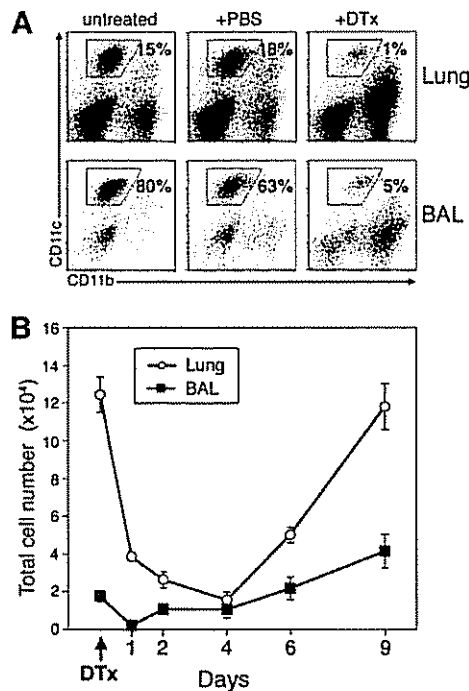 A
untreated +PBS +DTx
15% 18% 1% Lung
80% 63% 5% BAL
CD11c
CD11b
B
Lung
BAL
Total cell number (x10⁴)
16
14
12
10
8
6
4
2
0
1 2 4 6 9
DTx Days